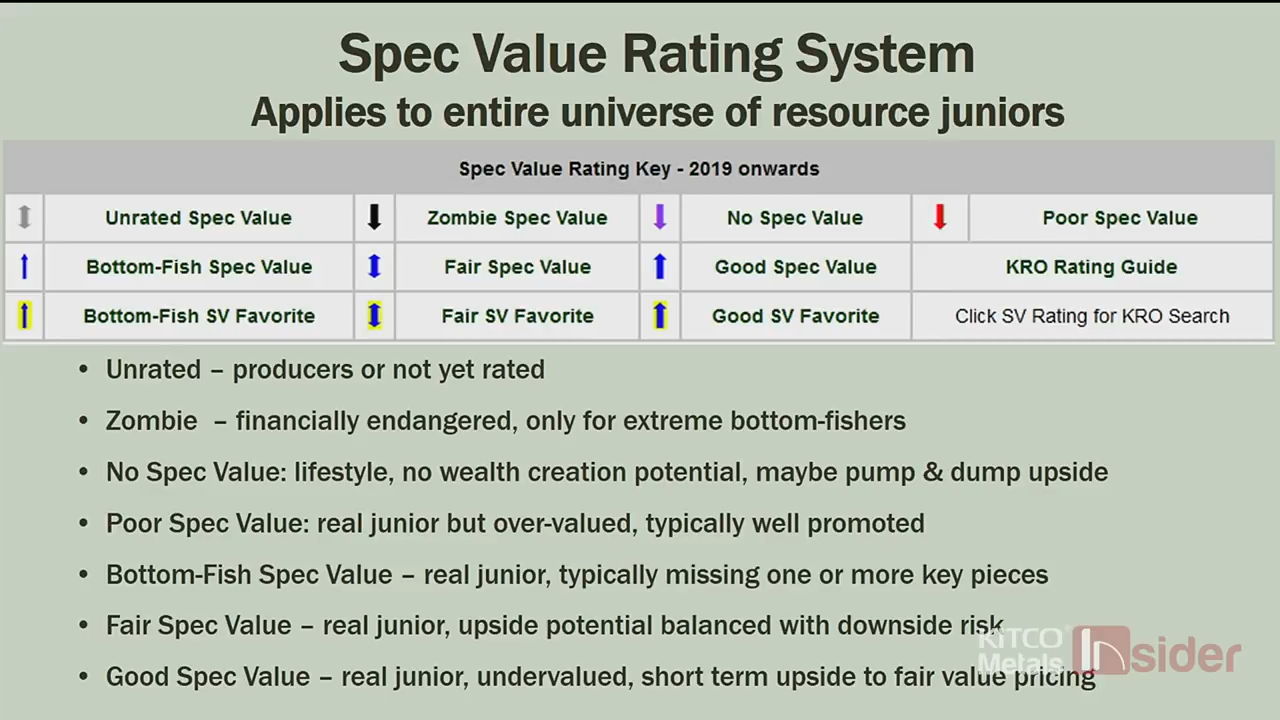 Spec Value Rating System
Applies to entire universe of resource juniors
Spec Value Rating Key - 2019 onwards
Unrated Spec Value Zombie Spec Value No Spec Value Poor Spec Value
Bottom-Fish Spec Value Fair Spec Value Good Spec Value KRO Rating Guide
Bottom-Fish SV Favorite Fair SV Favorite Good SV Favorite Click SV Rating for KRO Search
• Unrated – producers or not yet rated
• Zombie – financially endangered, only for extreme bottom-fishers
• No Spec Value: lifestyle, no wealth creation potential, maybe pump & dump upside
• Poor Spec Value: real junior but over-valued, typically well promoted
• Bottom-Fish Spec Value – real junior, typically missing one or more key pieces
• Fair Spec Value – real junior, upside potential balanced with downside risk
• Good Spec Value – real junior, undervalued, short term upside to fair value pricing
KITCO
Metals Insider